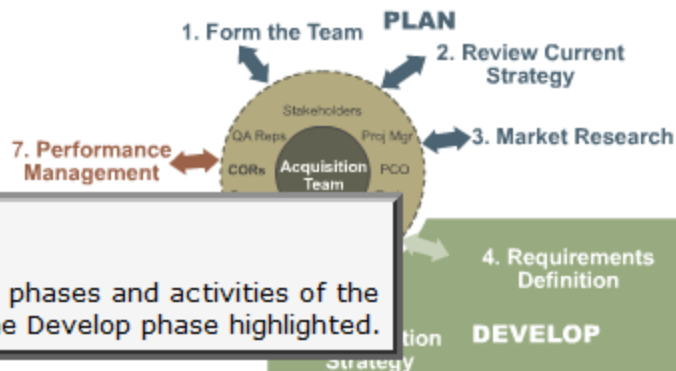 PLAN
1. Form the Team
2. Review Current
Strategy
Stakeholders
QA Reps
Proj Mgr
3. Market Research
7. Performance
Management
CORs
Acquisition
Team
PCO
phases and activities of the
e Develop phase highlighted.
4. Requirements
Definition
DEVELOP
tion
Strategy